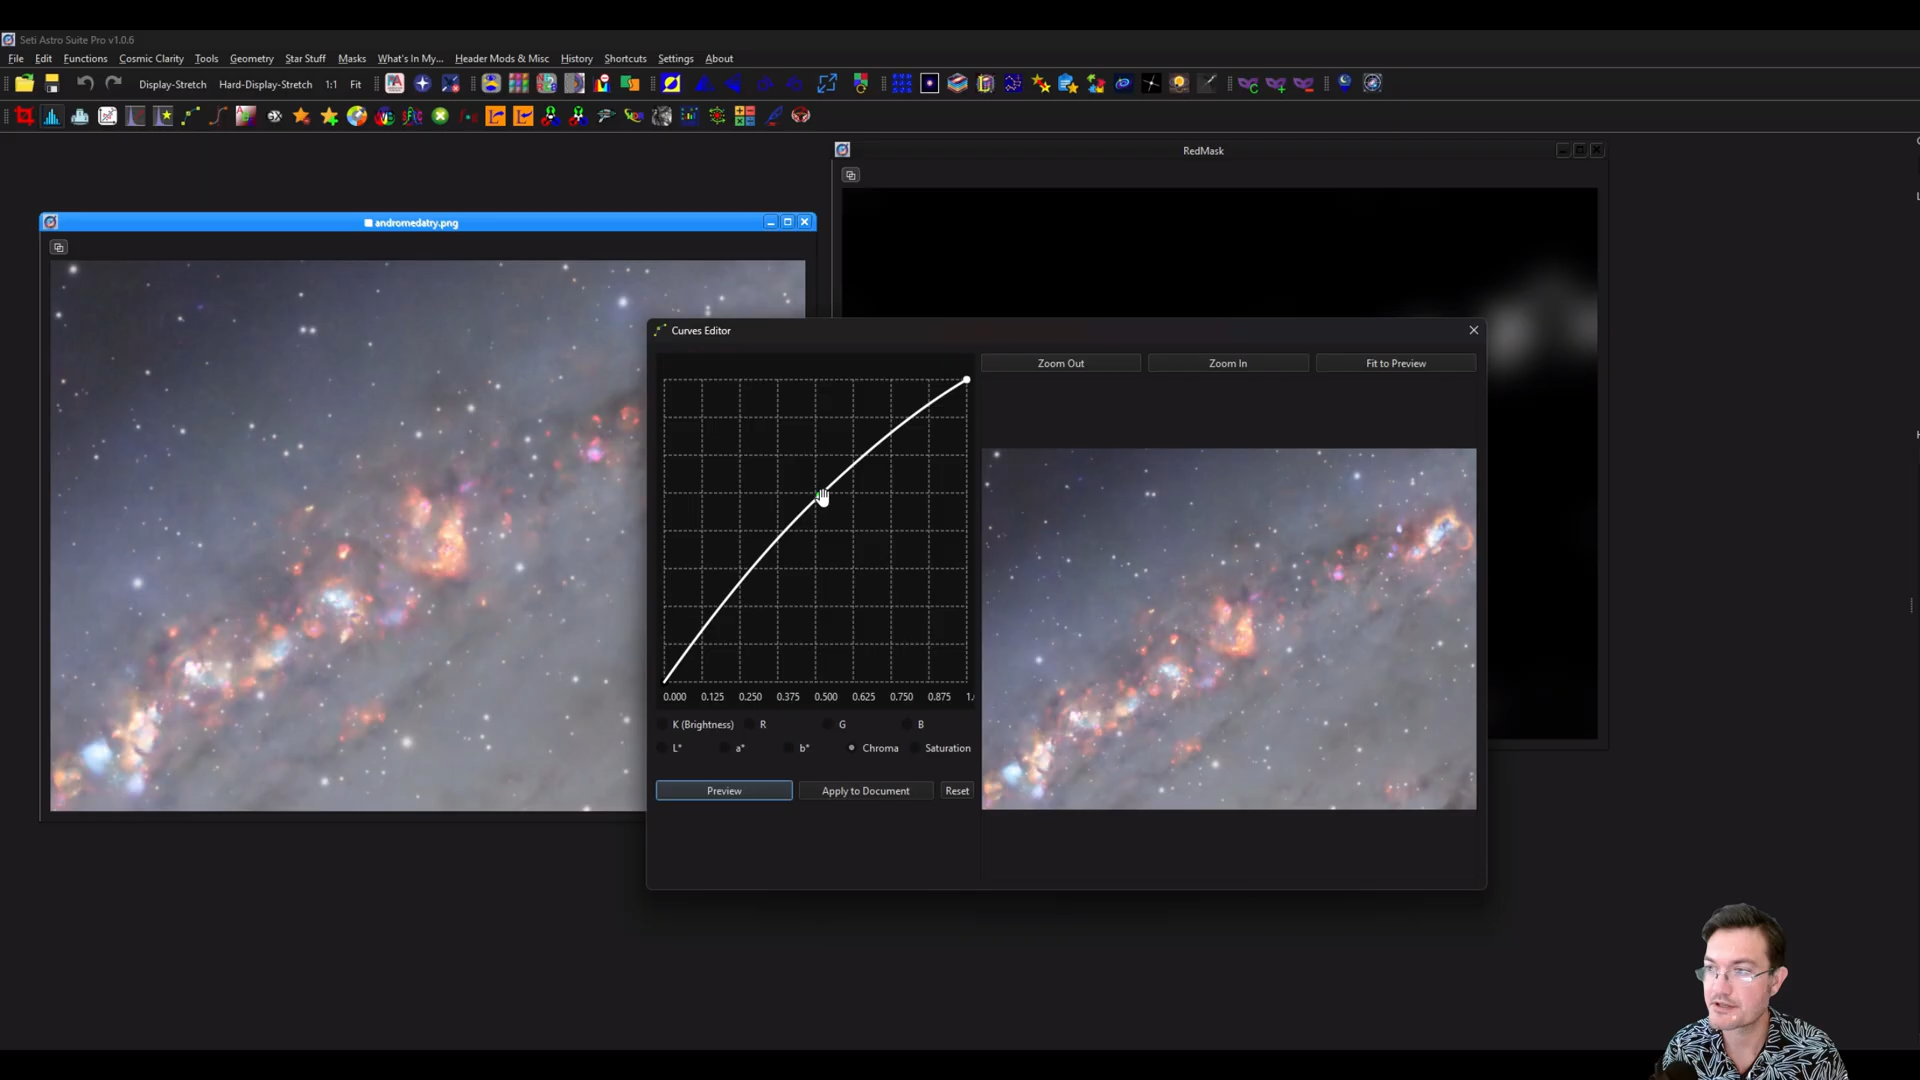 Seti Astro Suite Pro v1.0.6
File Edit Functions Cosmic Clarity Tools Geometry Star Stuff Masks What's In My... Header Mods & Misc History Shortcuts Settings About
Display-Stretch Hard-Display-Stretch 1:1 Fit
RedMask
andromedatry.png
Curves Editor
Zoom Out Zoom In Fit to Preview
0.000 0.125 0.250 0.375 0.500 0.625 0.750 0.875 1.
K (Brightness) R G B
L* a* b* Chroma Saturation
Preview Apply to Document Reset